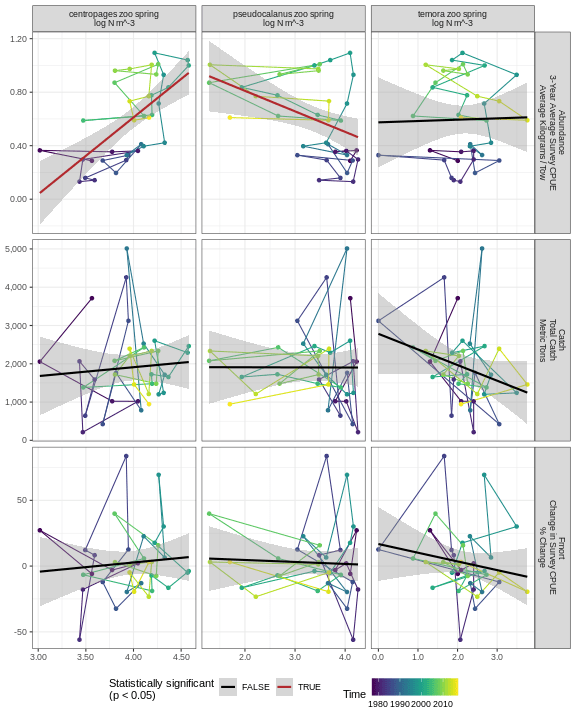 centropages zoo spring
log N m^-3
pseudocalanus zoo spring
log N m^-3
temora zoo spring
log N m^-3
1.20
0.80
0.40
0.00
Abundance
3-Year Average Survey CPUE
Average Kilograms / Tow
5,000
4,000
3,000
2,000
1,000
0
Catch
Total Catch
Metric Tons
50
0
-50
Fmort
Change in Survey CPUE
% Change
3.00 3.50 4.00 4.50
2.0 3.0 4.0
0.0 1.0 2.0 3.0
Statistically significant
(p < 0.05)
FALSE
TRUE
Time
1980 1990 2000 2010